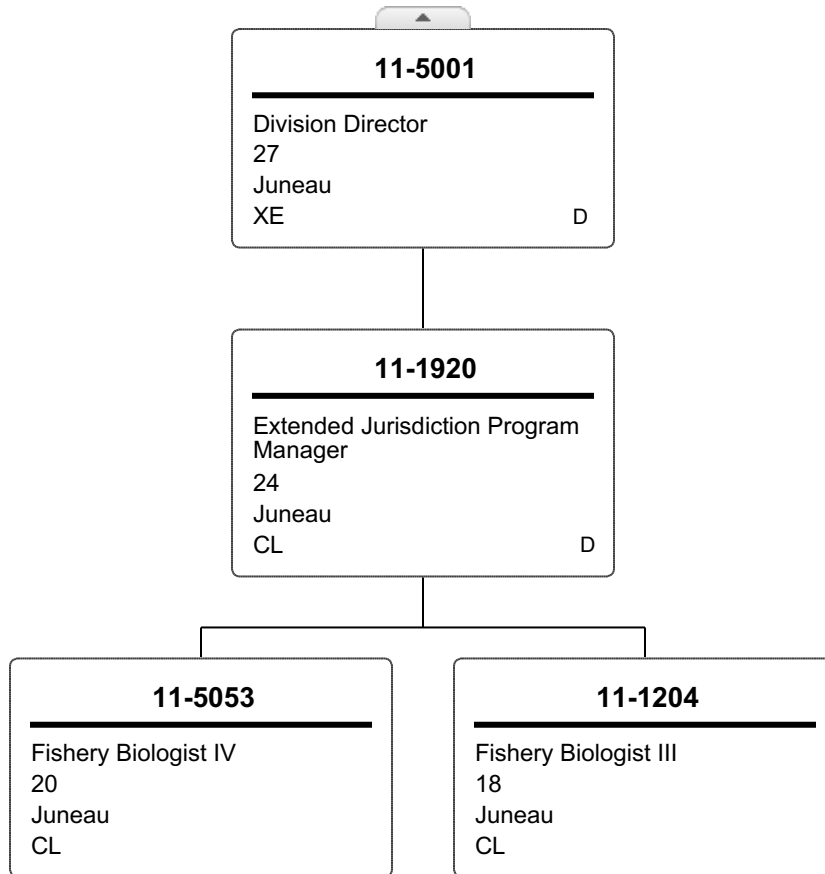 11-5001
Division Director
27
Juneau
XE D
11-1920
Extended Jurisdiction Program
Manager
24
Juneau
CL D
11-5053
Fishery Biologist IV
20
Juneau
CL
11-1204
Fishery Biologist III
18
Juneau
CL